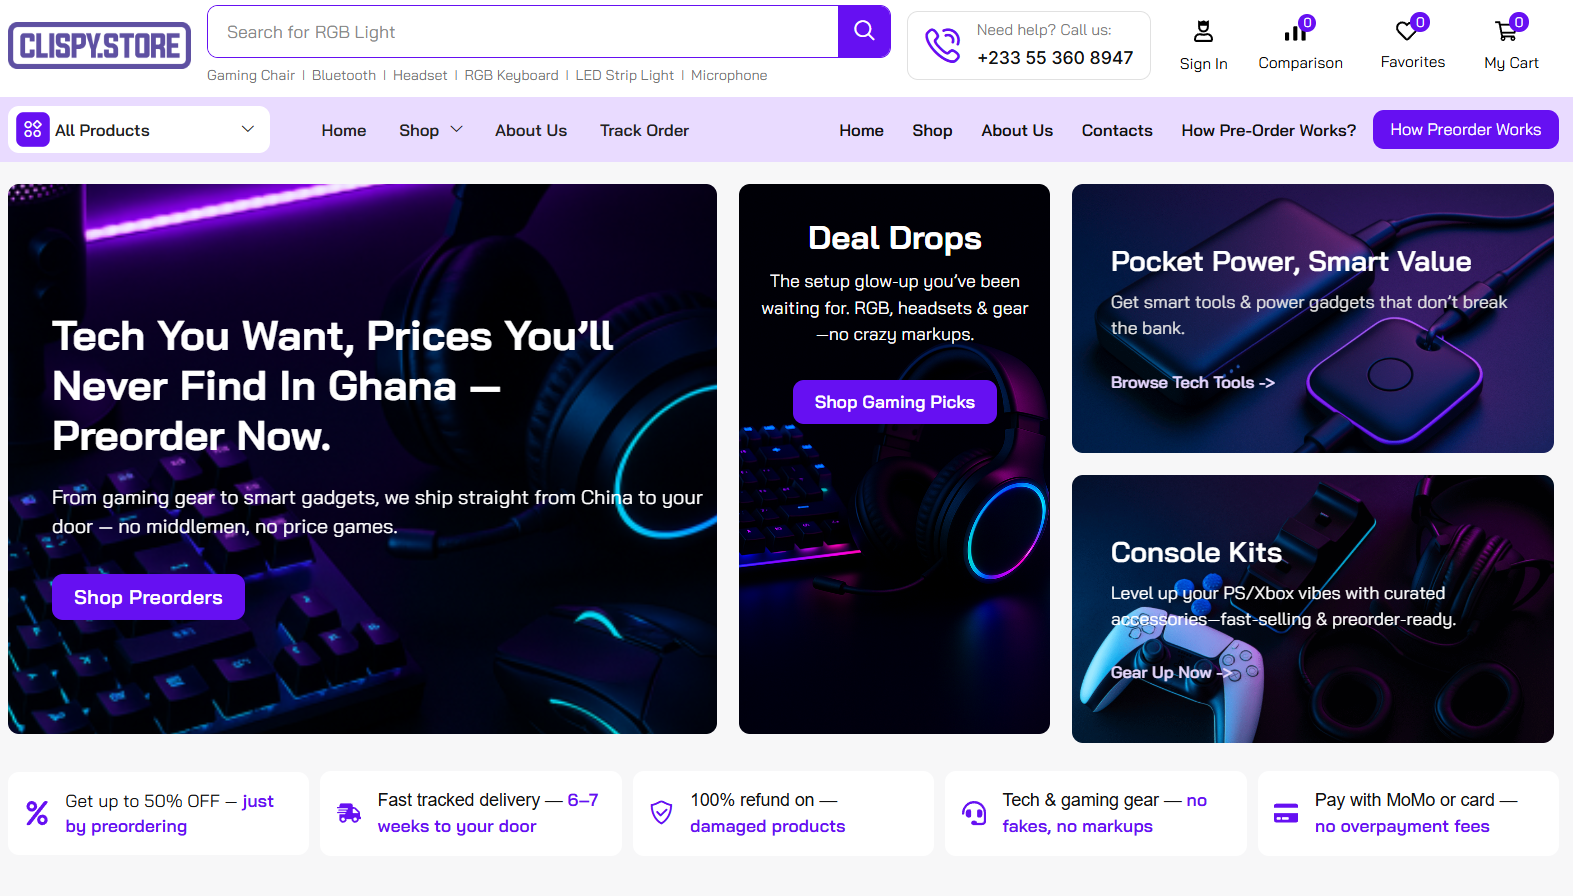 CLISPY.STORE
Search for RGB Light
Gaming Chair | Bluetooth | Headset | RGB Keyboard | LED Strip Light | Microphone
Need help? Call us:
+233 55 360 8947
Sign In
0
Comparison
0
Favorites
0
My Cart
All Products
Home
Shop
About Us
Track Order
Home
Shop
About Us
Contacts
How Pre-Order Works?
How Preorder Works
Tech You Want, Prices You’ll
Never Find In Ghana —
Preorder Now.
From gaming gear to smart gadgets, we ship straight from China to your
door — no middlemen, no price games.
Shop Preorders
Deal Drops
The setup glow-up you’ve been
waiting for. RGB, headsets & gear
—no crazy markups.
Shop Gaming Picks
Pocket Power, Smart Value
Get smart tools & power gadgets that don’t break
the bank.
Browse Tech Tools ->
Console Kits
Level up your PS/Xbox vibes with curated
accessories—fast-selling & preorder-ready.
Gear Up Now ->
Get up to 50% OFF — just
by preordering
Fast tracked delivery — 6–7
weeks to your door
100% refund on —
damaged products
Tech & gaming gear — no
fakes, no markups
Pay with MoMo or card —
no overpayment fees